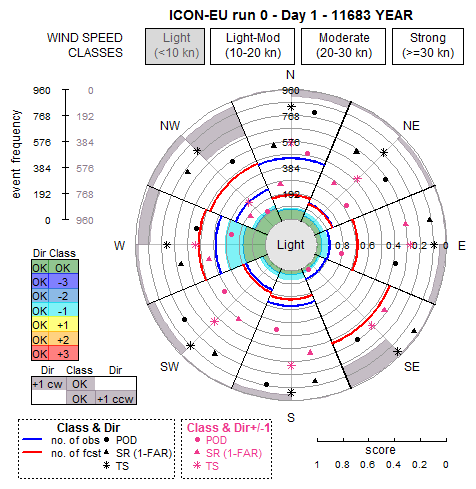 ICON-EU run 0 - Day 1 - 11683 YEAR
WIND SPEED CLASSES
Light (<10 kn)
Light-Mod (10-20 kn)
Moderate (20-30 kn)
Strong (>=30 kn)
event frequency
960 0
768 192
576 384
384 576
192 768
0 960
N
NE
E
SE
S
SW
W
NW
960
768
576
384
192
Light
0.8 0.6 0.4 0.2 0
Dir Class
OK OK
OK -3
OK -2
OK -1
OK +1
OK +2
OK +3
Dir Class Dir
+1 cw OK
OK +1 ccw
Class & Dir
no. of obs POD
no. of fcst SR (1-FAR)
TS
Class & Dir+/-1
POD
SR (1-FAR)
TS
score
1 0.8 0.6 0.4 0.2 0